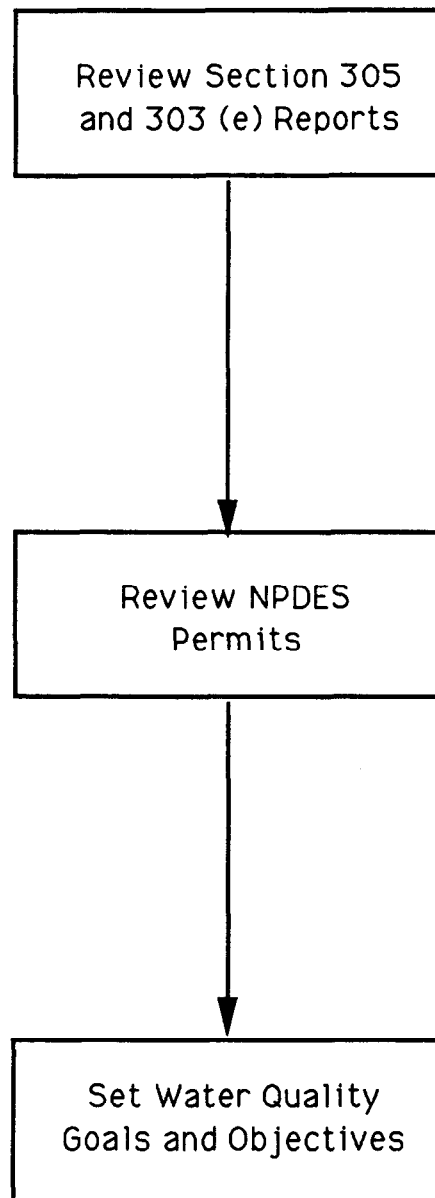 Review Section 305
and 303 (e) Reports
Review NPDES
Permits
Set Water Quality
Goals and Objectives